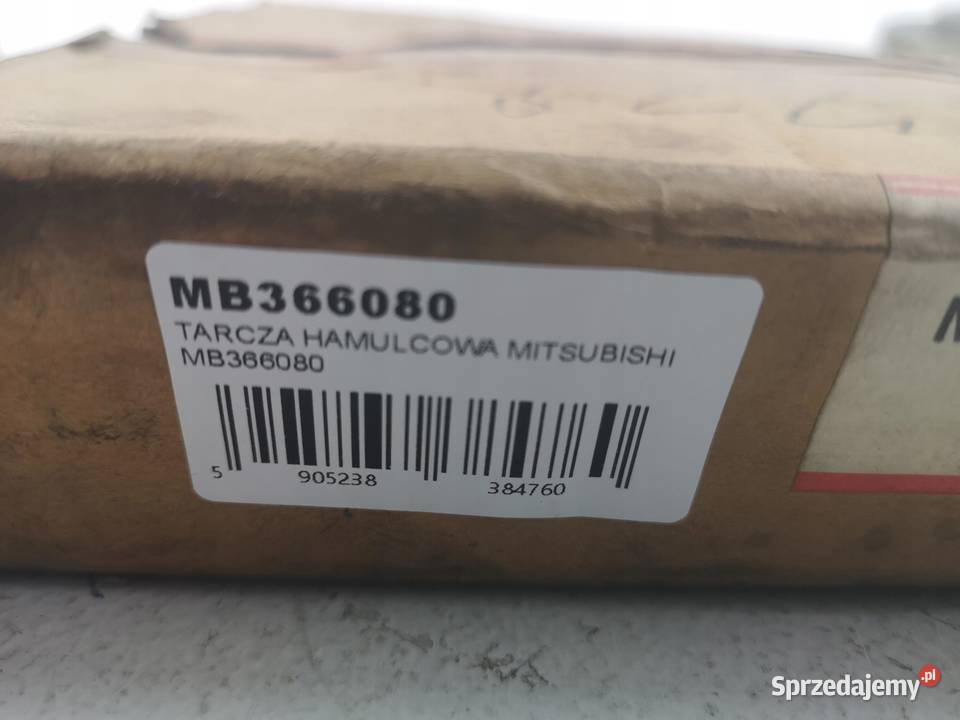 MB366080
TARCZA HAMULCOWA MITSUBISHI
MB366080
5 905238 384760
Sprzedajemy.pl